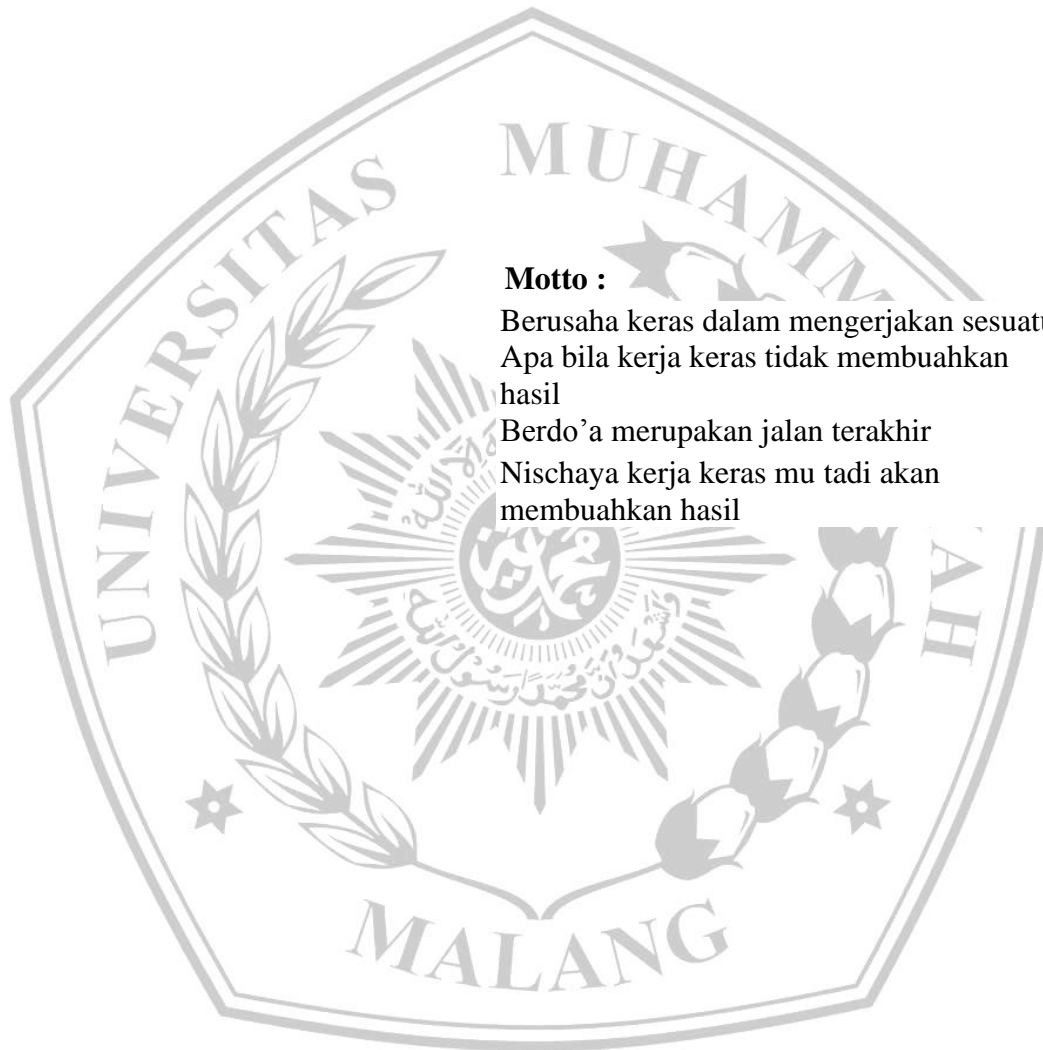 UNIVERSITAS MUHAMM AH
Motto :
Berusaha keras dalam mengerjakan sesuatu
Apa bila kerja keras tidak membuahkan
hasil
Berdo’a merupakan jalan terakhir
Nischaya kerja keras mu tadi akan
membuahkan hasil
MALANG